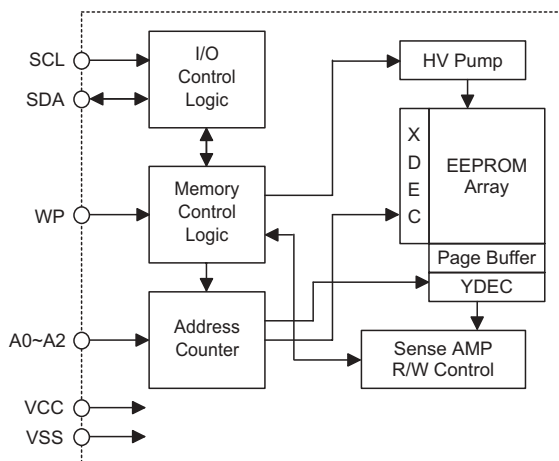 SCL
SDA
WP
A0~A2
VCC
VSS
I/O
Control
Logic
Memory
Control
Logic
Address
Counter
HV Pump
X
D
E
C
EEPROM
Array
Page Buffer
YDEC
Sense AMP
R/W Control